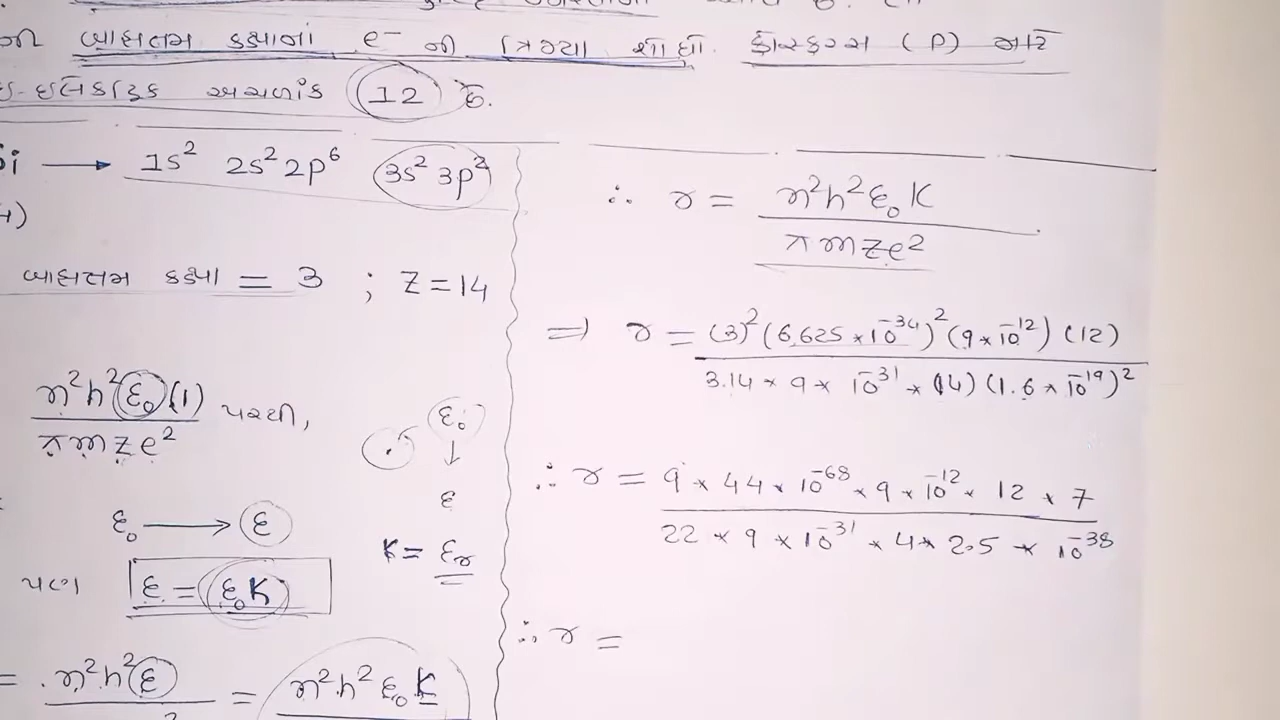 બાહ્યતમ કક્ષાનાં e⁻ ની ત્રિજ્યા શોધો. ફોસ્ફરસ (P) માટે
અચળાંક 12 છે.
Si → 1s² 2s² 2p⁶ 3s² 3p²
બાહ્યતમ કક્ષા = 3 ; Z = 14
n²h²ε₀(1) / πmze² પરથી,
ε₀ ↓ ε
ε₀ → ε
K = εr
પણ ε = ε₀K
= n²h²ε = n²h²ε₀K
∴ r = n²h²ε₀K / πmze²
⇒ r = (3)² (6.625 × 10⁻³⁴)² (9 × 10⁻¹²) (12) / 3.14 × 9 × 10⁻³¹ × (14) (1.6 × 10⁻¹⁹)²
∴ r = 9 × 44 × 10⁻⁶⁸ × 9 × 10⁻¹² × 12 × 7 / 22 × 9 × 10⁻³¹ × 4 × 2.5 × 10⁻³⁸
∴ r =